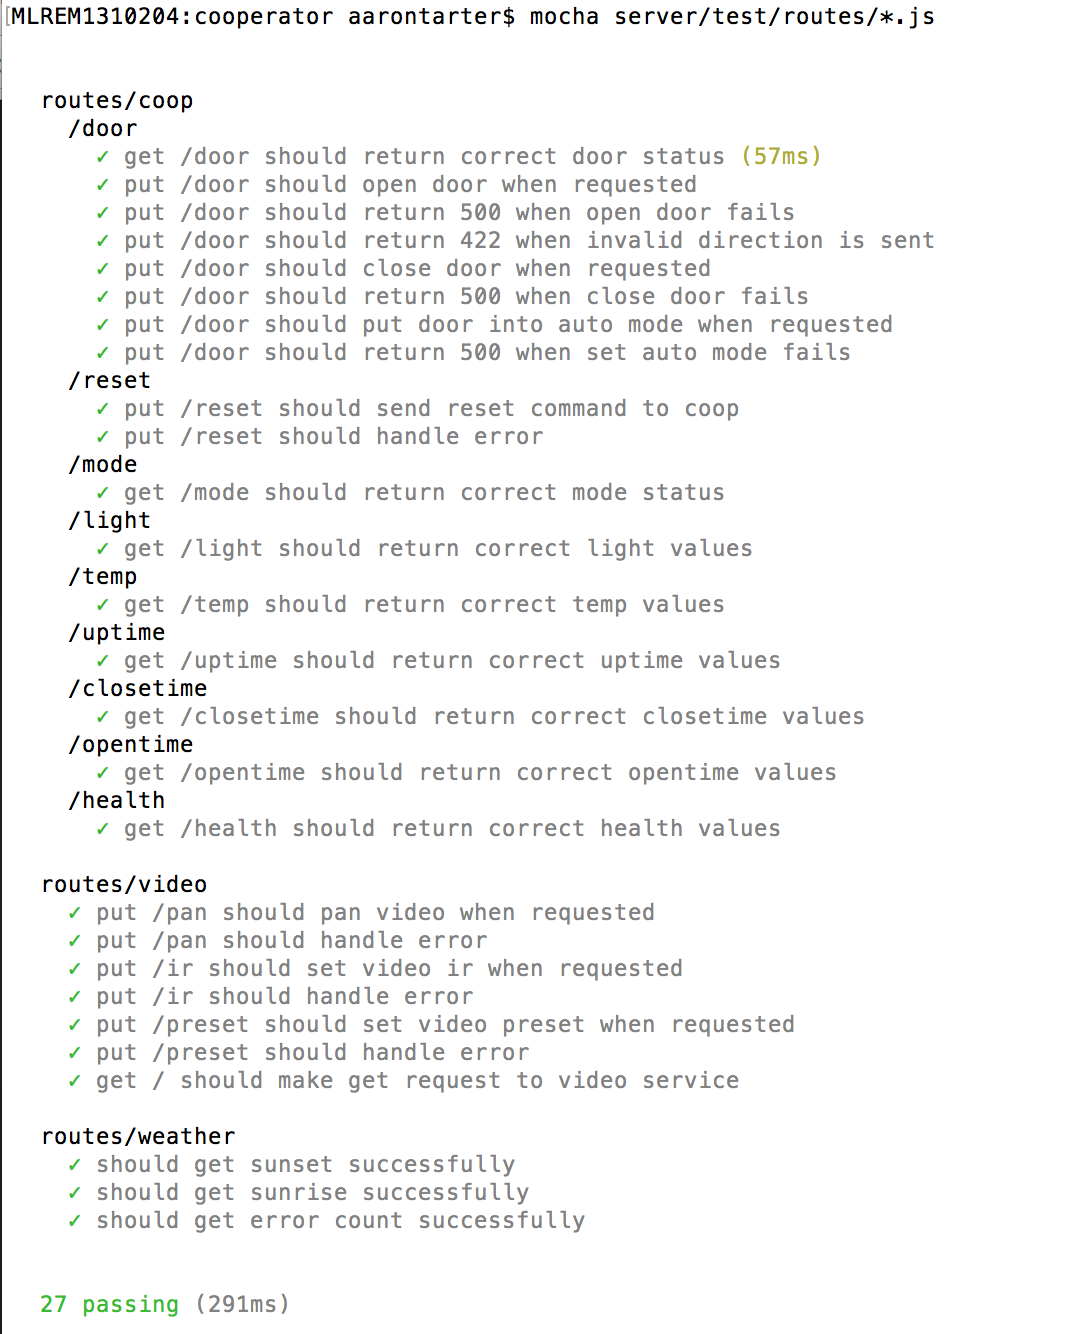 [MLREM1310204:cooperator aarontarter$ mocha server/test/routes/*.js
routes/coop
/door
✓ get /door should return correct door status (57ms)
✓ put /door should open door when requested
✓ put /door should return 500 when open door fails
✓ put /door should return 422 when invalid direction is sent
✓ put /door should close door when requested
✓ put /door should return 500 when close door fails
✓ put /door should put door into auto mode when requested
✓ put /door should return 500 when set auto mode fails
/reset
✓ put /reset should send reset command to coop
✓ put /reset should handle error
/mode
✓ get /mode should return correct mode status
/light
✓ get /light should return correct light values
/temp
✓ get /temp should return correct temp values
/uptime
✓ get /uptime should return correct uptime values
/closetime
✓ get /closetime should return correct closetime values
/opentime
✓ get /opentime should return correct opentime values
/health
✓ get /health should return correct health values
routes/video
✓ put /pan should pan video when requested
✓ put /pan should handle error
✓ put /ir should set video ir when requested
✓ put /ir should handle error
✓ put /preset should set video preset when requested
✓ put /preset should handle error
✓ get / should make get request to video service
routes/weather
✓ should get sunset successfully
✓ should get sunrise successfully
✓ should get error count successfully
27 passing (291ms)